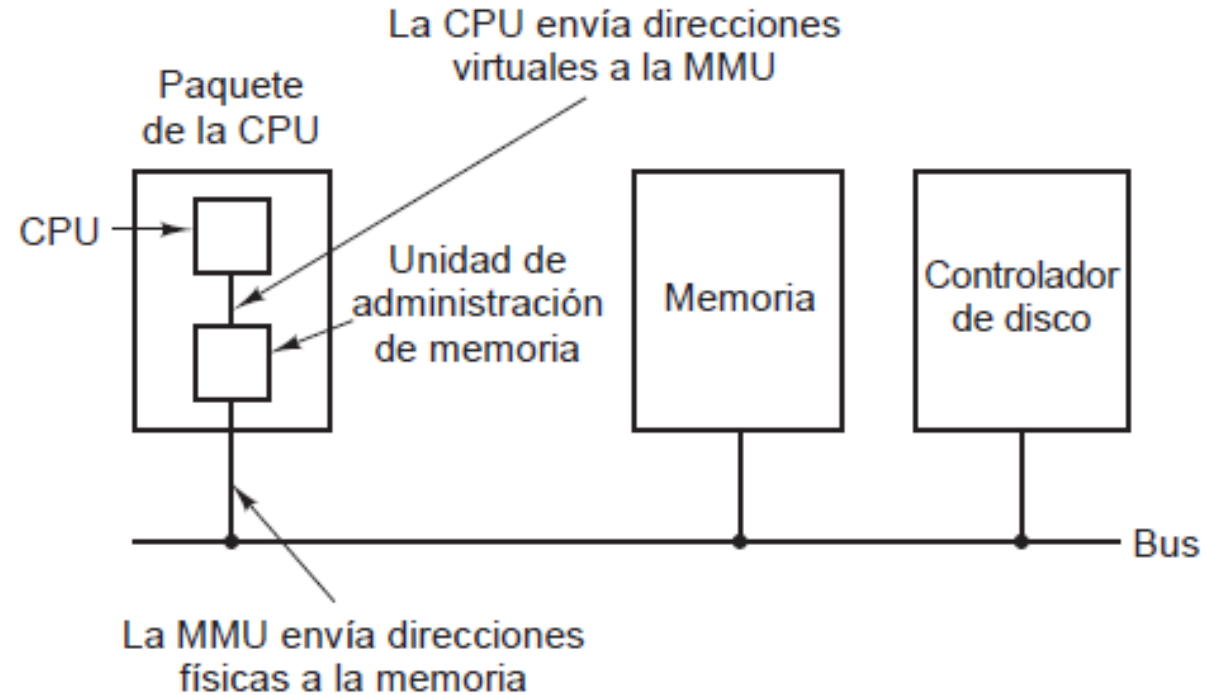 La CPU envía direcciones
virtuales a la MMU
Paquete
de la CPU
CPU
Unidad de
administración
de memoria
Memoria
Controlador
de disco
Bus
La MMU envía direcciones
físicas a la memoria